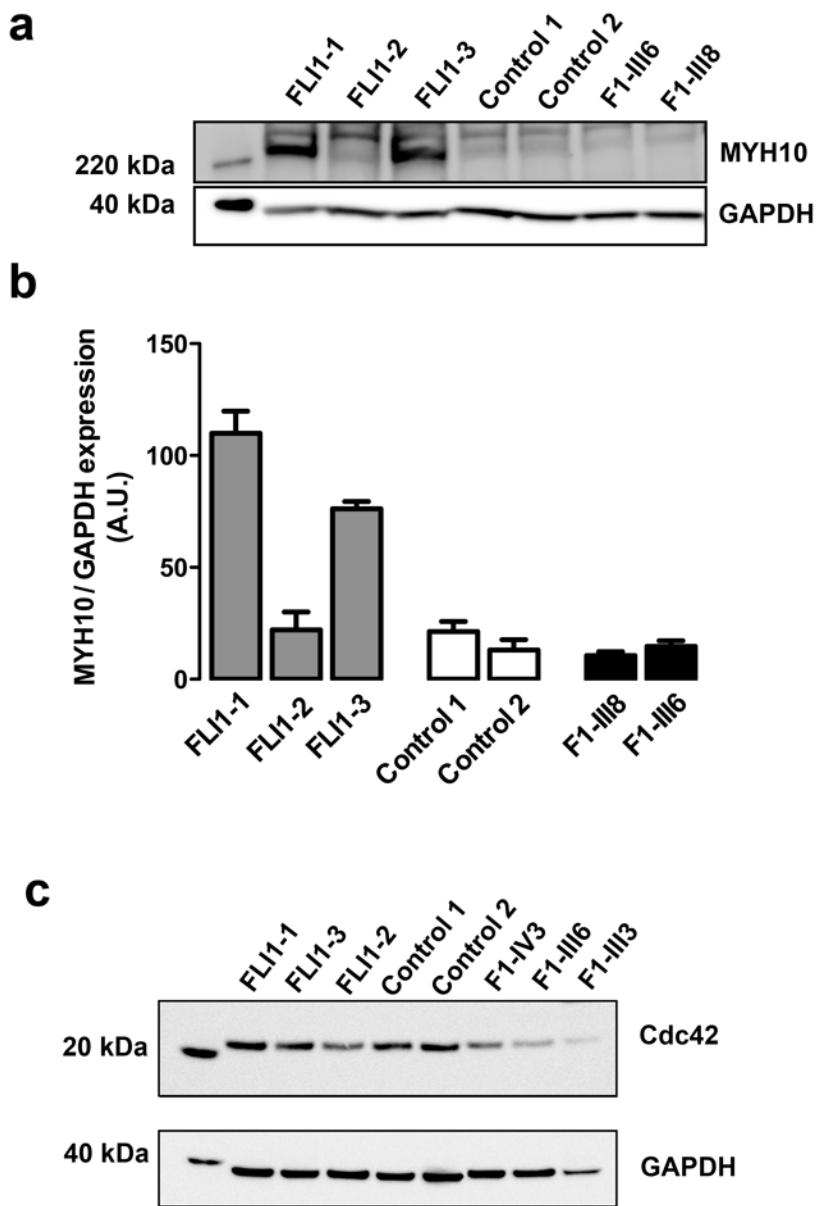 a
FLI1-1 FLI1-2 FLI1-3 Control 1 Control 2 F1-III6 F1-III8
220 kDa
MYH10
40 kDa
GAPDH
b
MYH10 / GAPDH expression
(A.U.)
150
100
50
0
FLI1-1 FLI1-2 FLI1-3 Control 1 Control 2 F1-III8 F1-III6
c
FLI1-1 FLI1-3 FLI1-2 Control 1 Control 2 F1-IV3 F1-III6 F1-III3
20 kDa
Cdc42
40 kDa
GAPDH